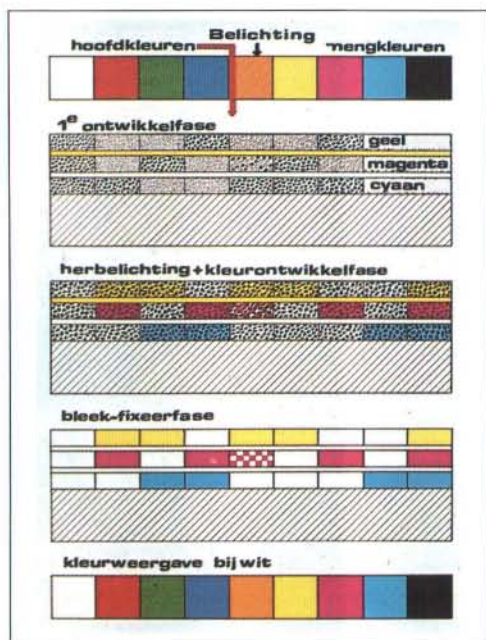 Belichting
hoofdkleuren mengkleuren
1e ontwikkelfase
geel
magenta
cyaan
herbelichting+kleurontwikkelfase
bleek-fixeerfase
kleurweergave bij wit